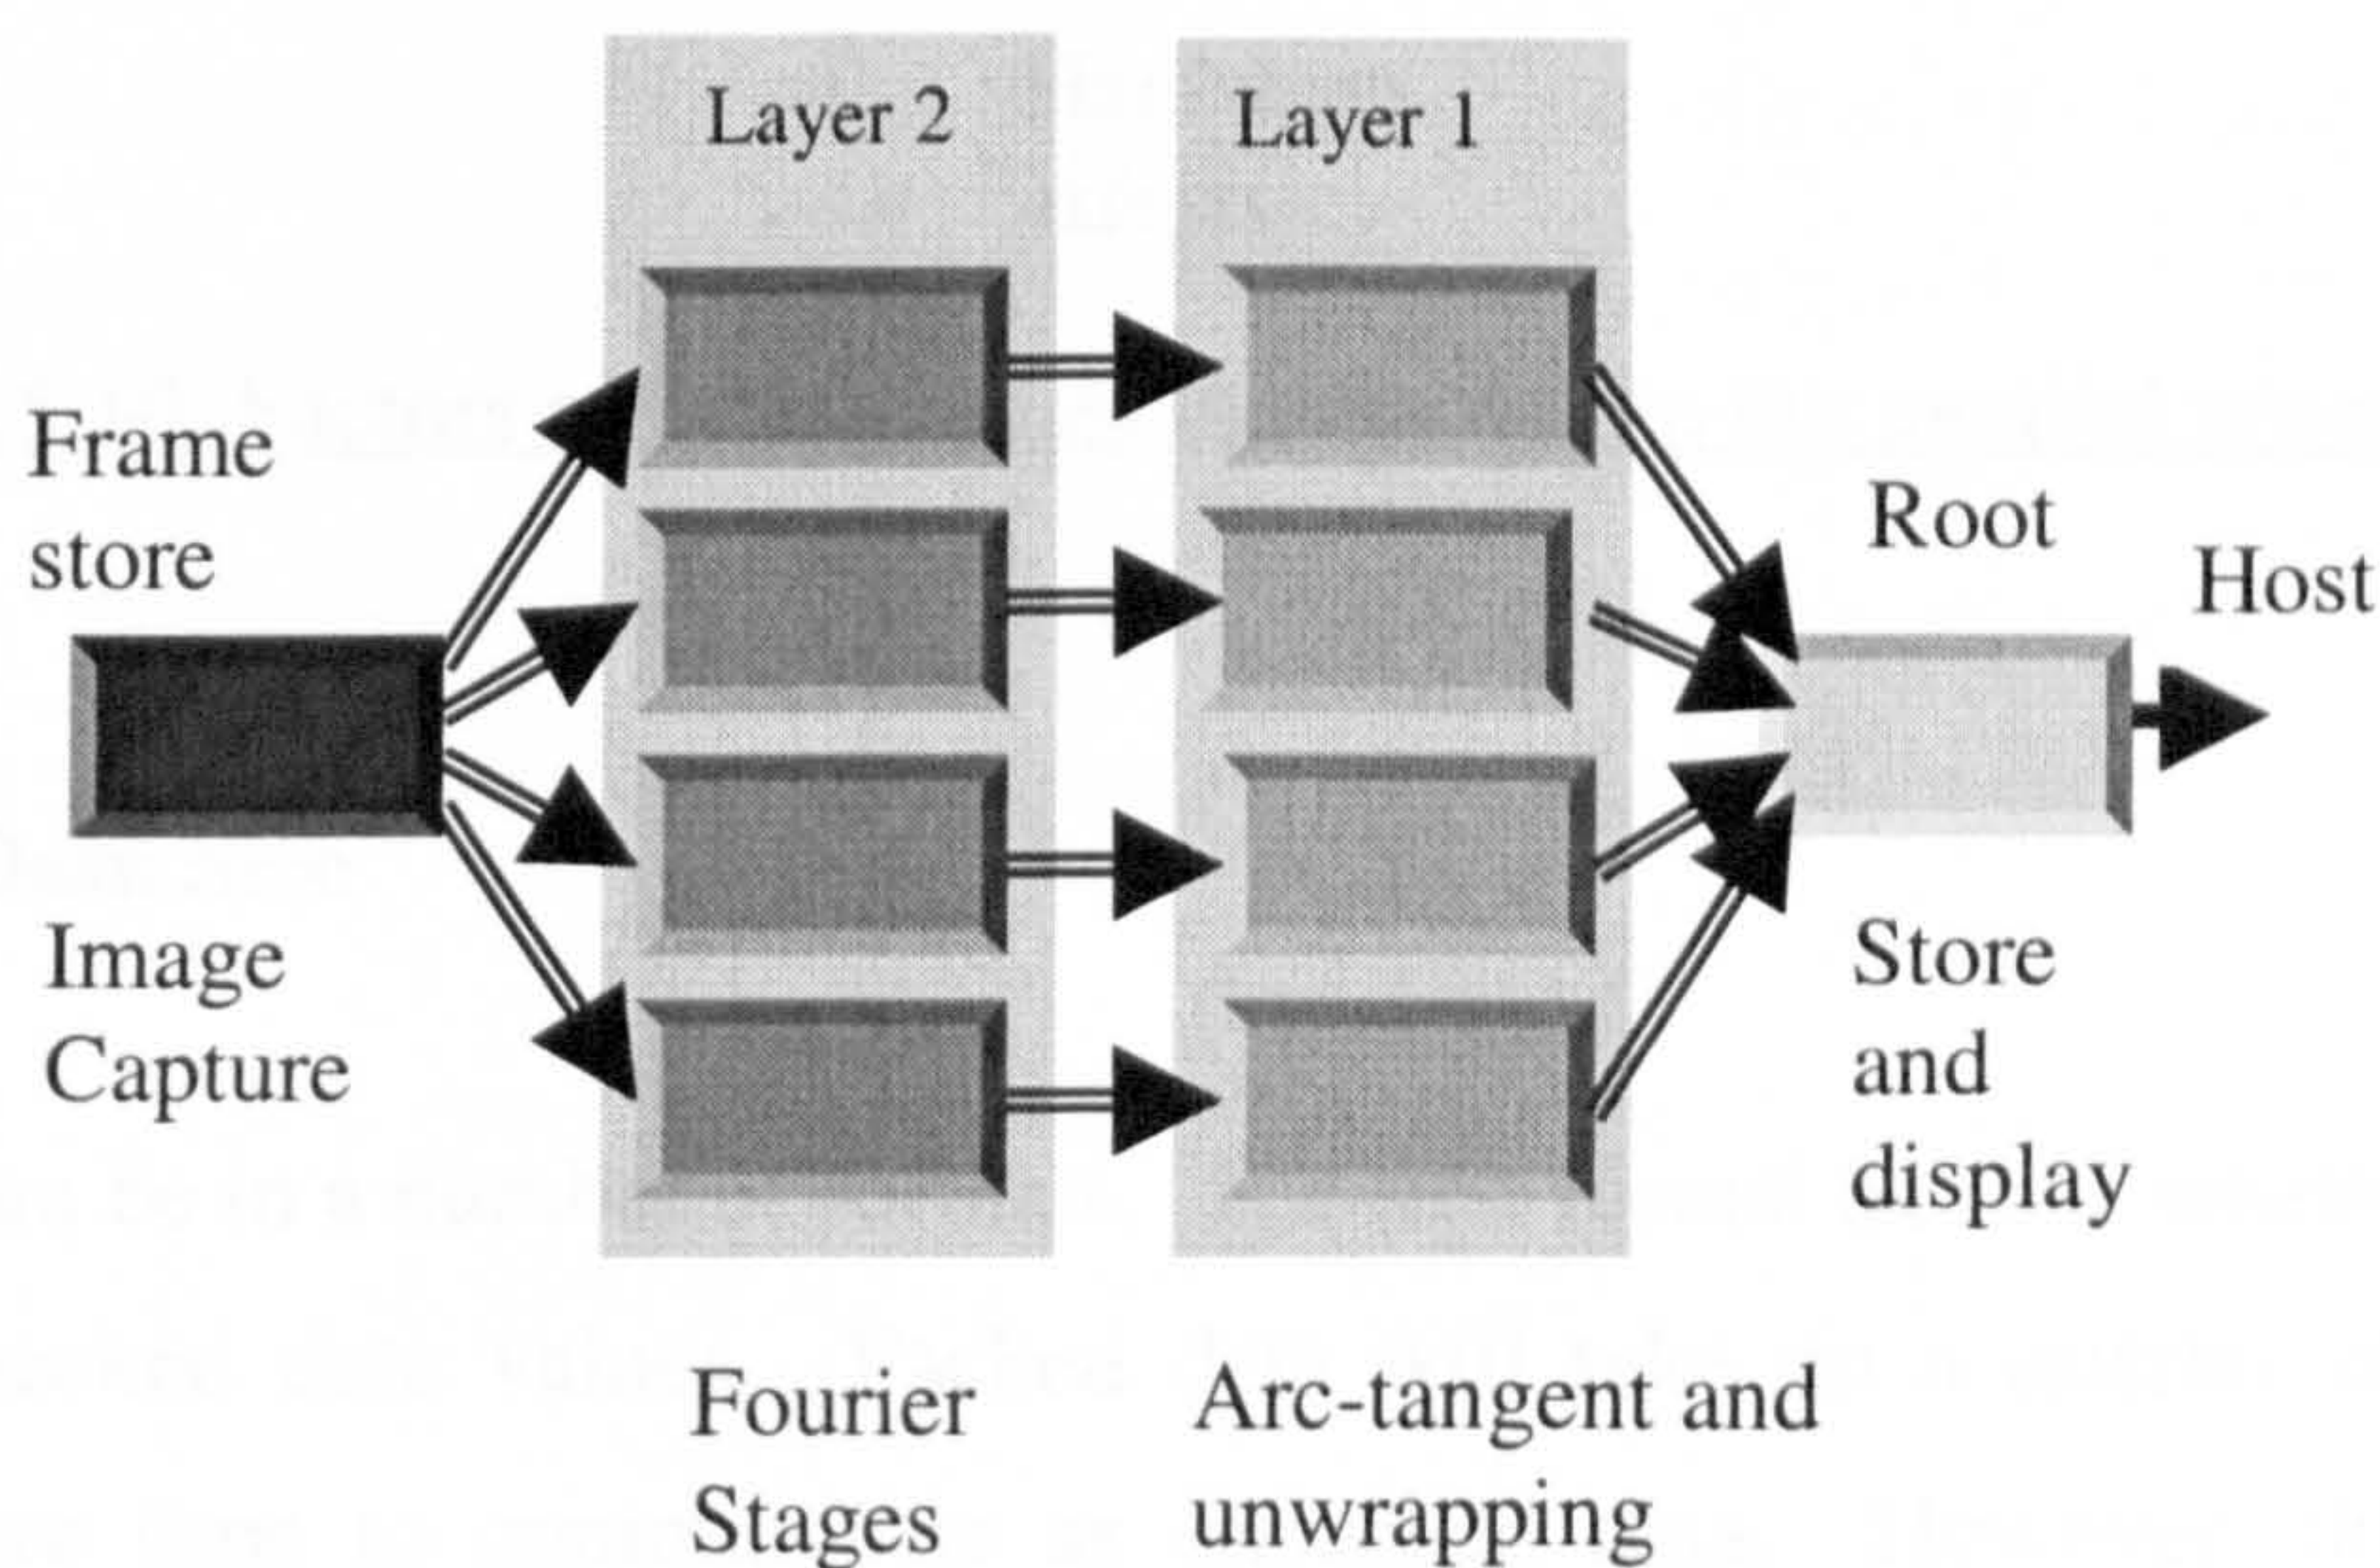 Layer 2
Layer 1
Frame
store
Root
Host
Image
Capture
Store
and
display
Fourier
Stages
Arc-tangent and
unwrapping